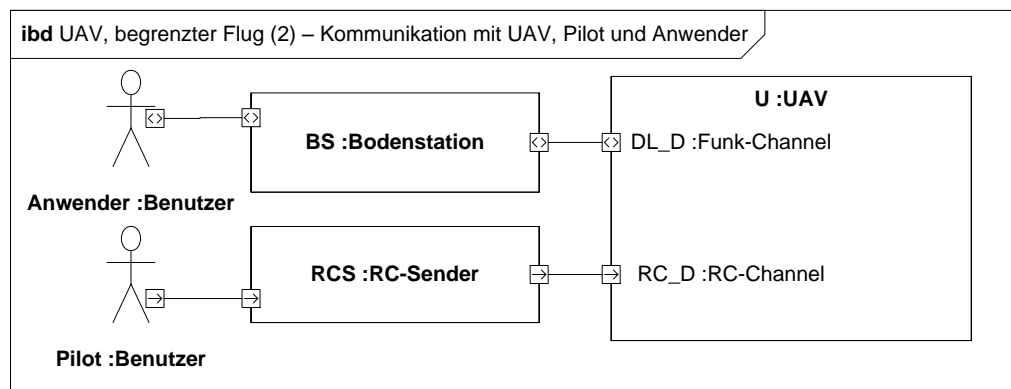 ibd UAV, begrenzter Flug (2) – Kommunikation mit UAV, Pilot und Anwender
U :UAV
BS :Bodenstation
DL_D :Funk-Channel
Anwender :Benutzer
RCS :RC-Sender
RC_D :RC-Channel
Pilot :Benutzer